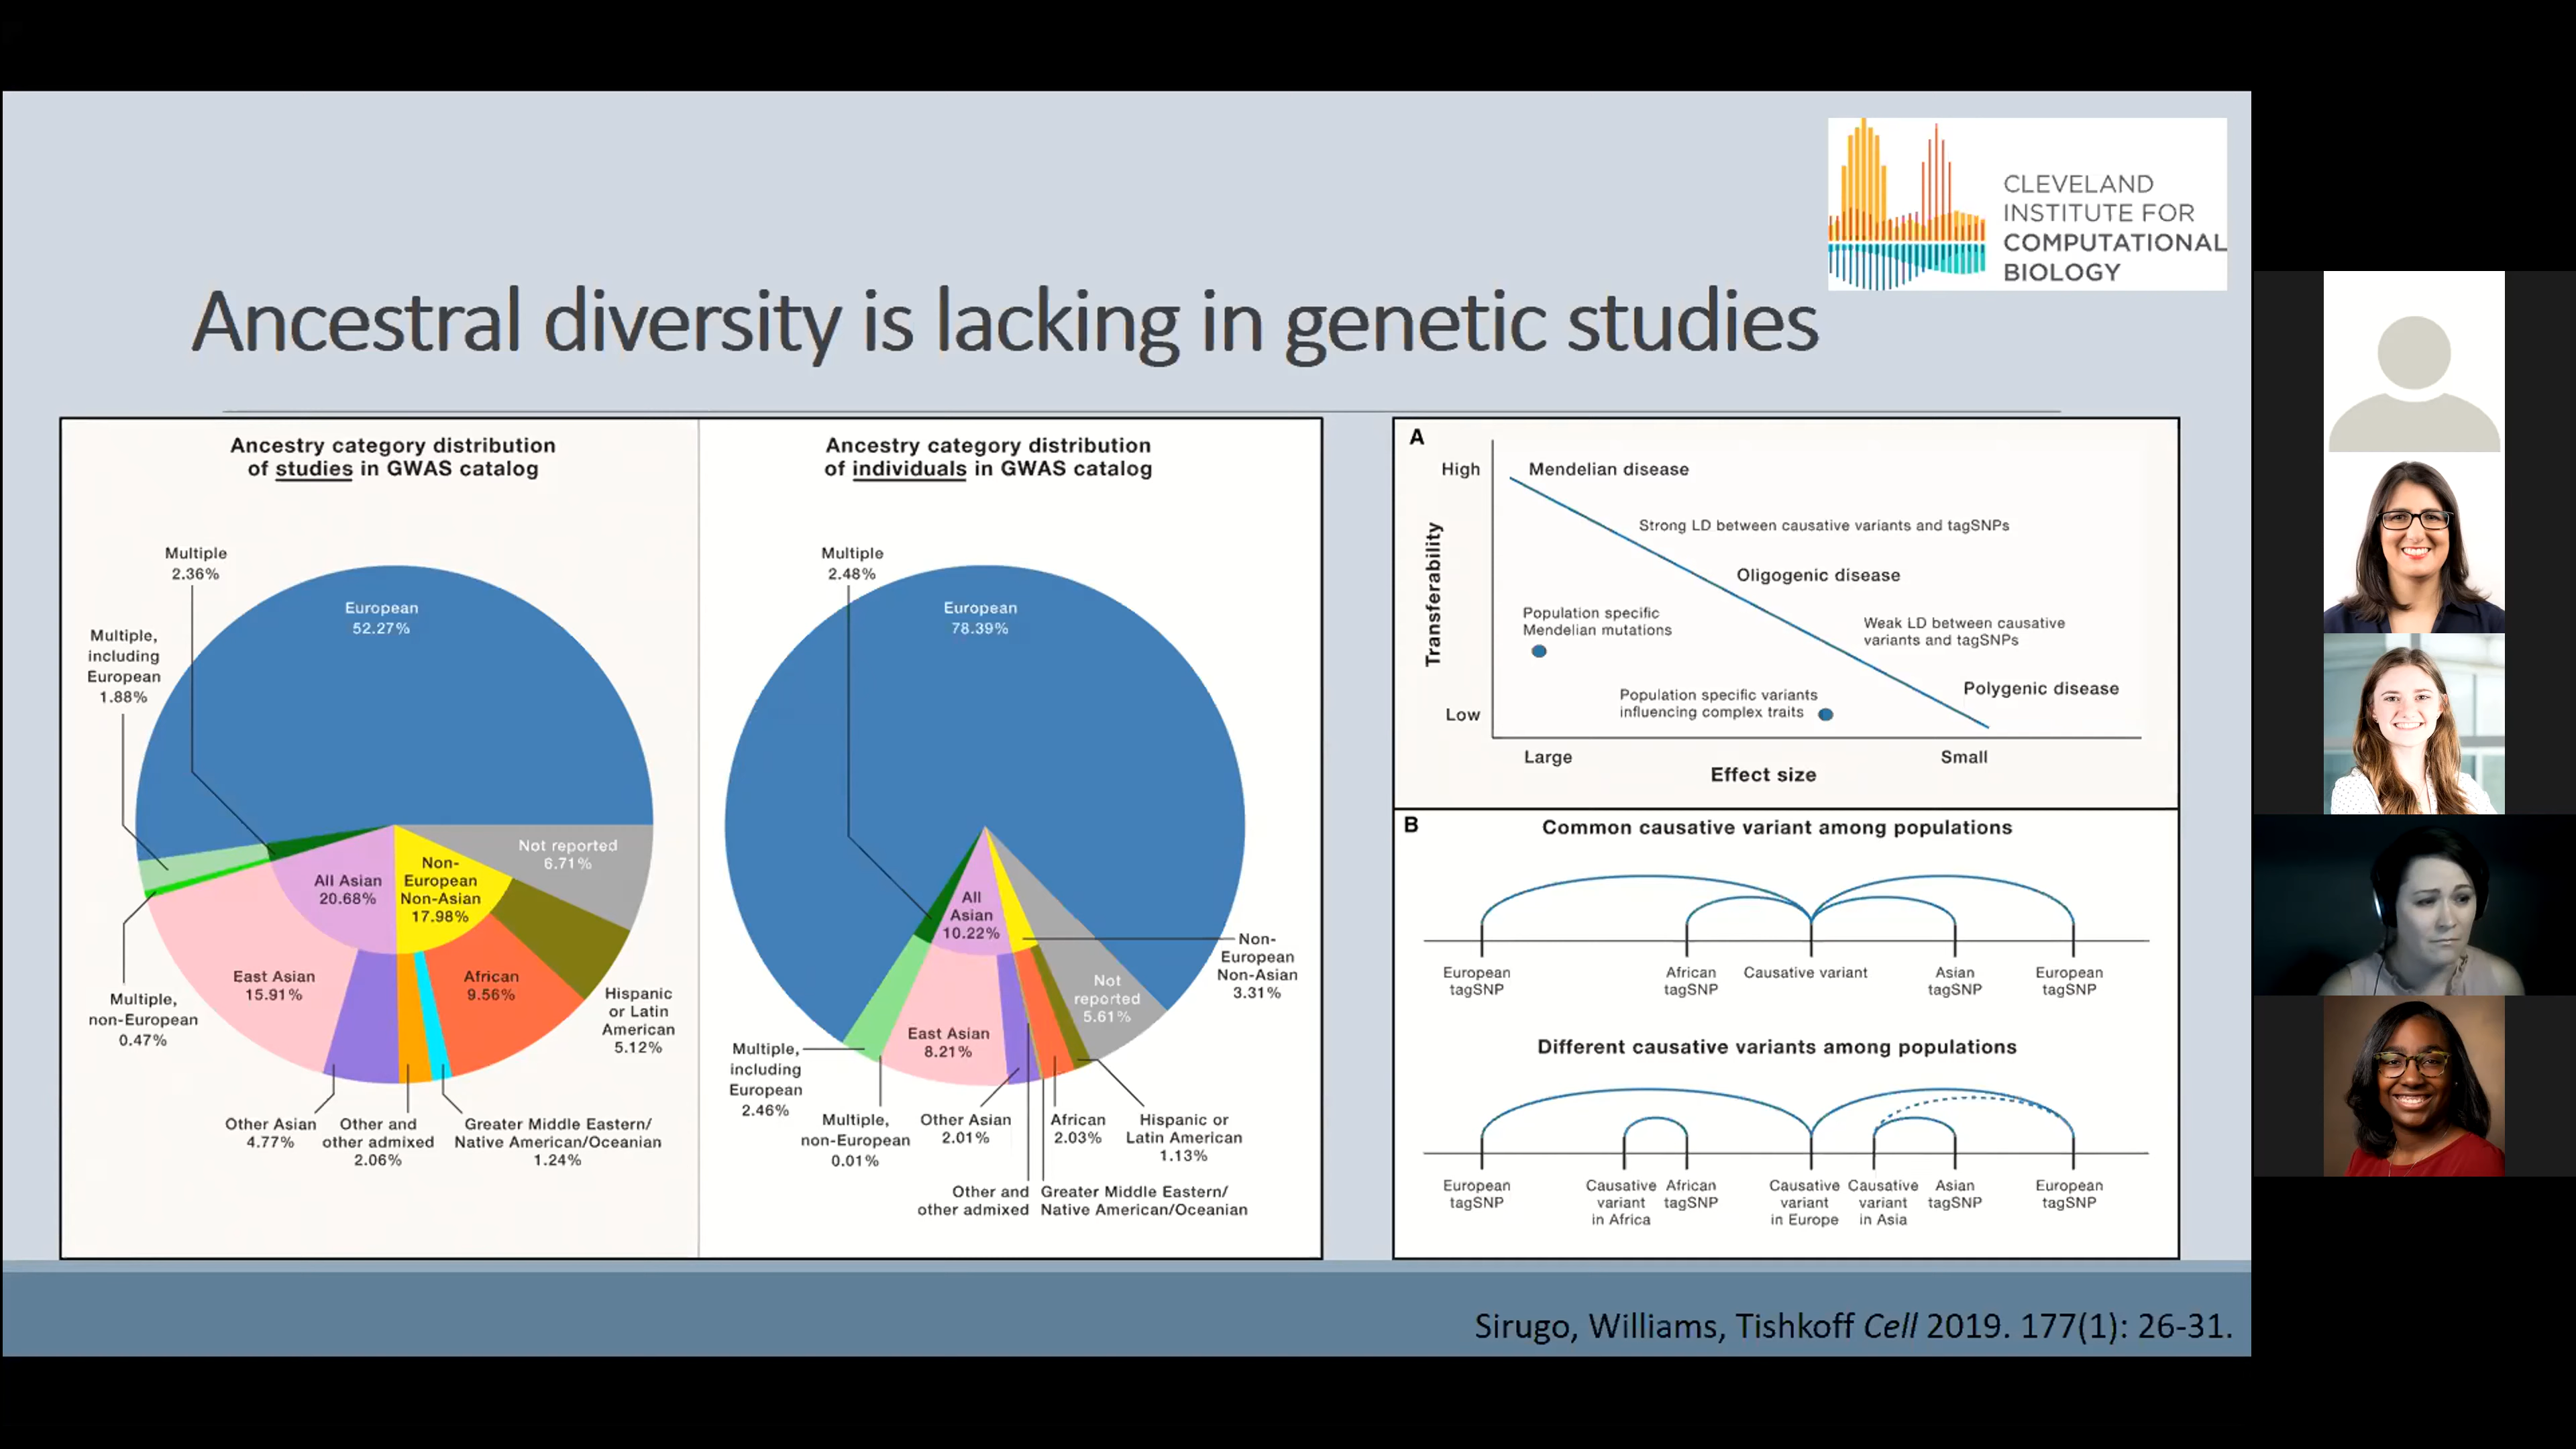 CLEVELAND
INSTITUTE FOR
COMPUTATIONAL
BIOLOGY
Ancestral diversity is lacking in genetic studies
Ancestry category distribution
of studies in GWAS catalog
Multiple
2.36%
European
52.27%
Multiple,
including
European
1.88%
Not reported
6.71%
All Asian
20.68%
Non-
European
Non-Asian
17.98%
East Asian
15.91%
African
9.56%
Multiple,
non-European
0.47%
Hispanic
or Latin
American
5.12%
Other Asian
4.77%
Other and
other admixed
2.06%
Greater Middle Eastern/
Native American/Oceanian
1.24%
Ancestry category distribution
of individuals in GWAS catalog
Multiple
2.48%
European
78.39%
All
Asian
10.22%
Non-
European
Non-Asian
3.31%
Not
reported
5.61%
East Asian
8.21%
Multiple,
including
European
2.46%
Multiple,
non-European
0.01%
Other Asian
2.01%
African
2.03%
Hispanic or
Latin American
1.13%
Other and
other admixed
Greater Middle Eastern/
Native American/Oceanian
A
High
Mendelian disease
Strong LD between causative variants and tagSNPs
Transferability
Oligogenic disease
Population specific
Mendelian mutations
Weak LD between causative
variants and tagSNPs
Population specific variants
influencing complex traits
Polygenic disease
Low
Large
Small
Effect size
B
Common causative variant among populations
European
tagSNP
African
tagSNP
Causative variant
Asian
tagSNP
European
tagSNP
Different causative variants among populations
European
tagSNP
Causative
variant
in Africa
African
tagSNP
Causative
variant
in Europe
Causative
variant
in Asia
Asian
tagSNP
European
tagSNP
Sirugo, Williams, Tishkoff Cell 2019. 177(1): 26-31.